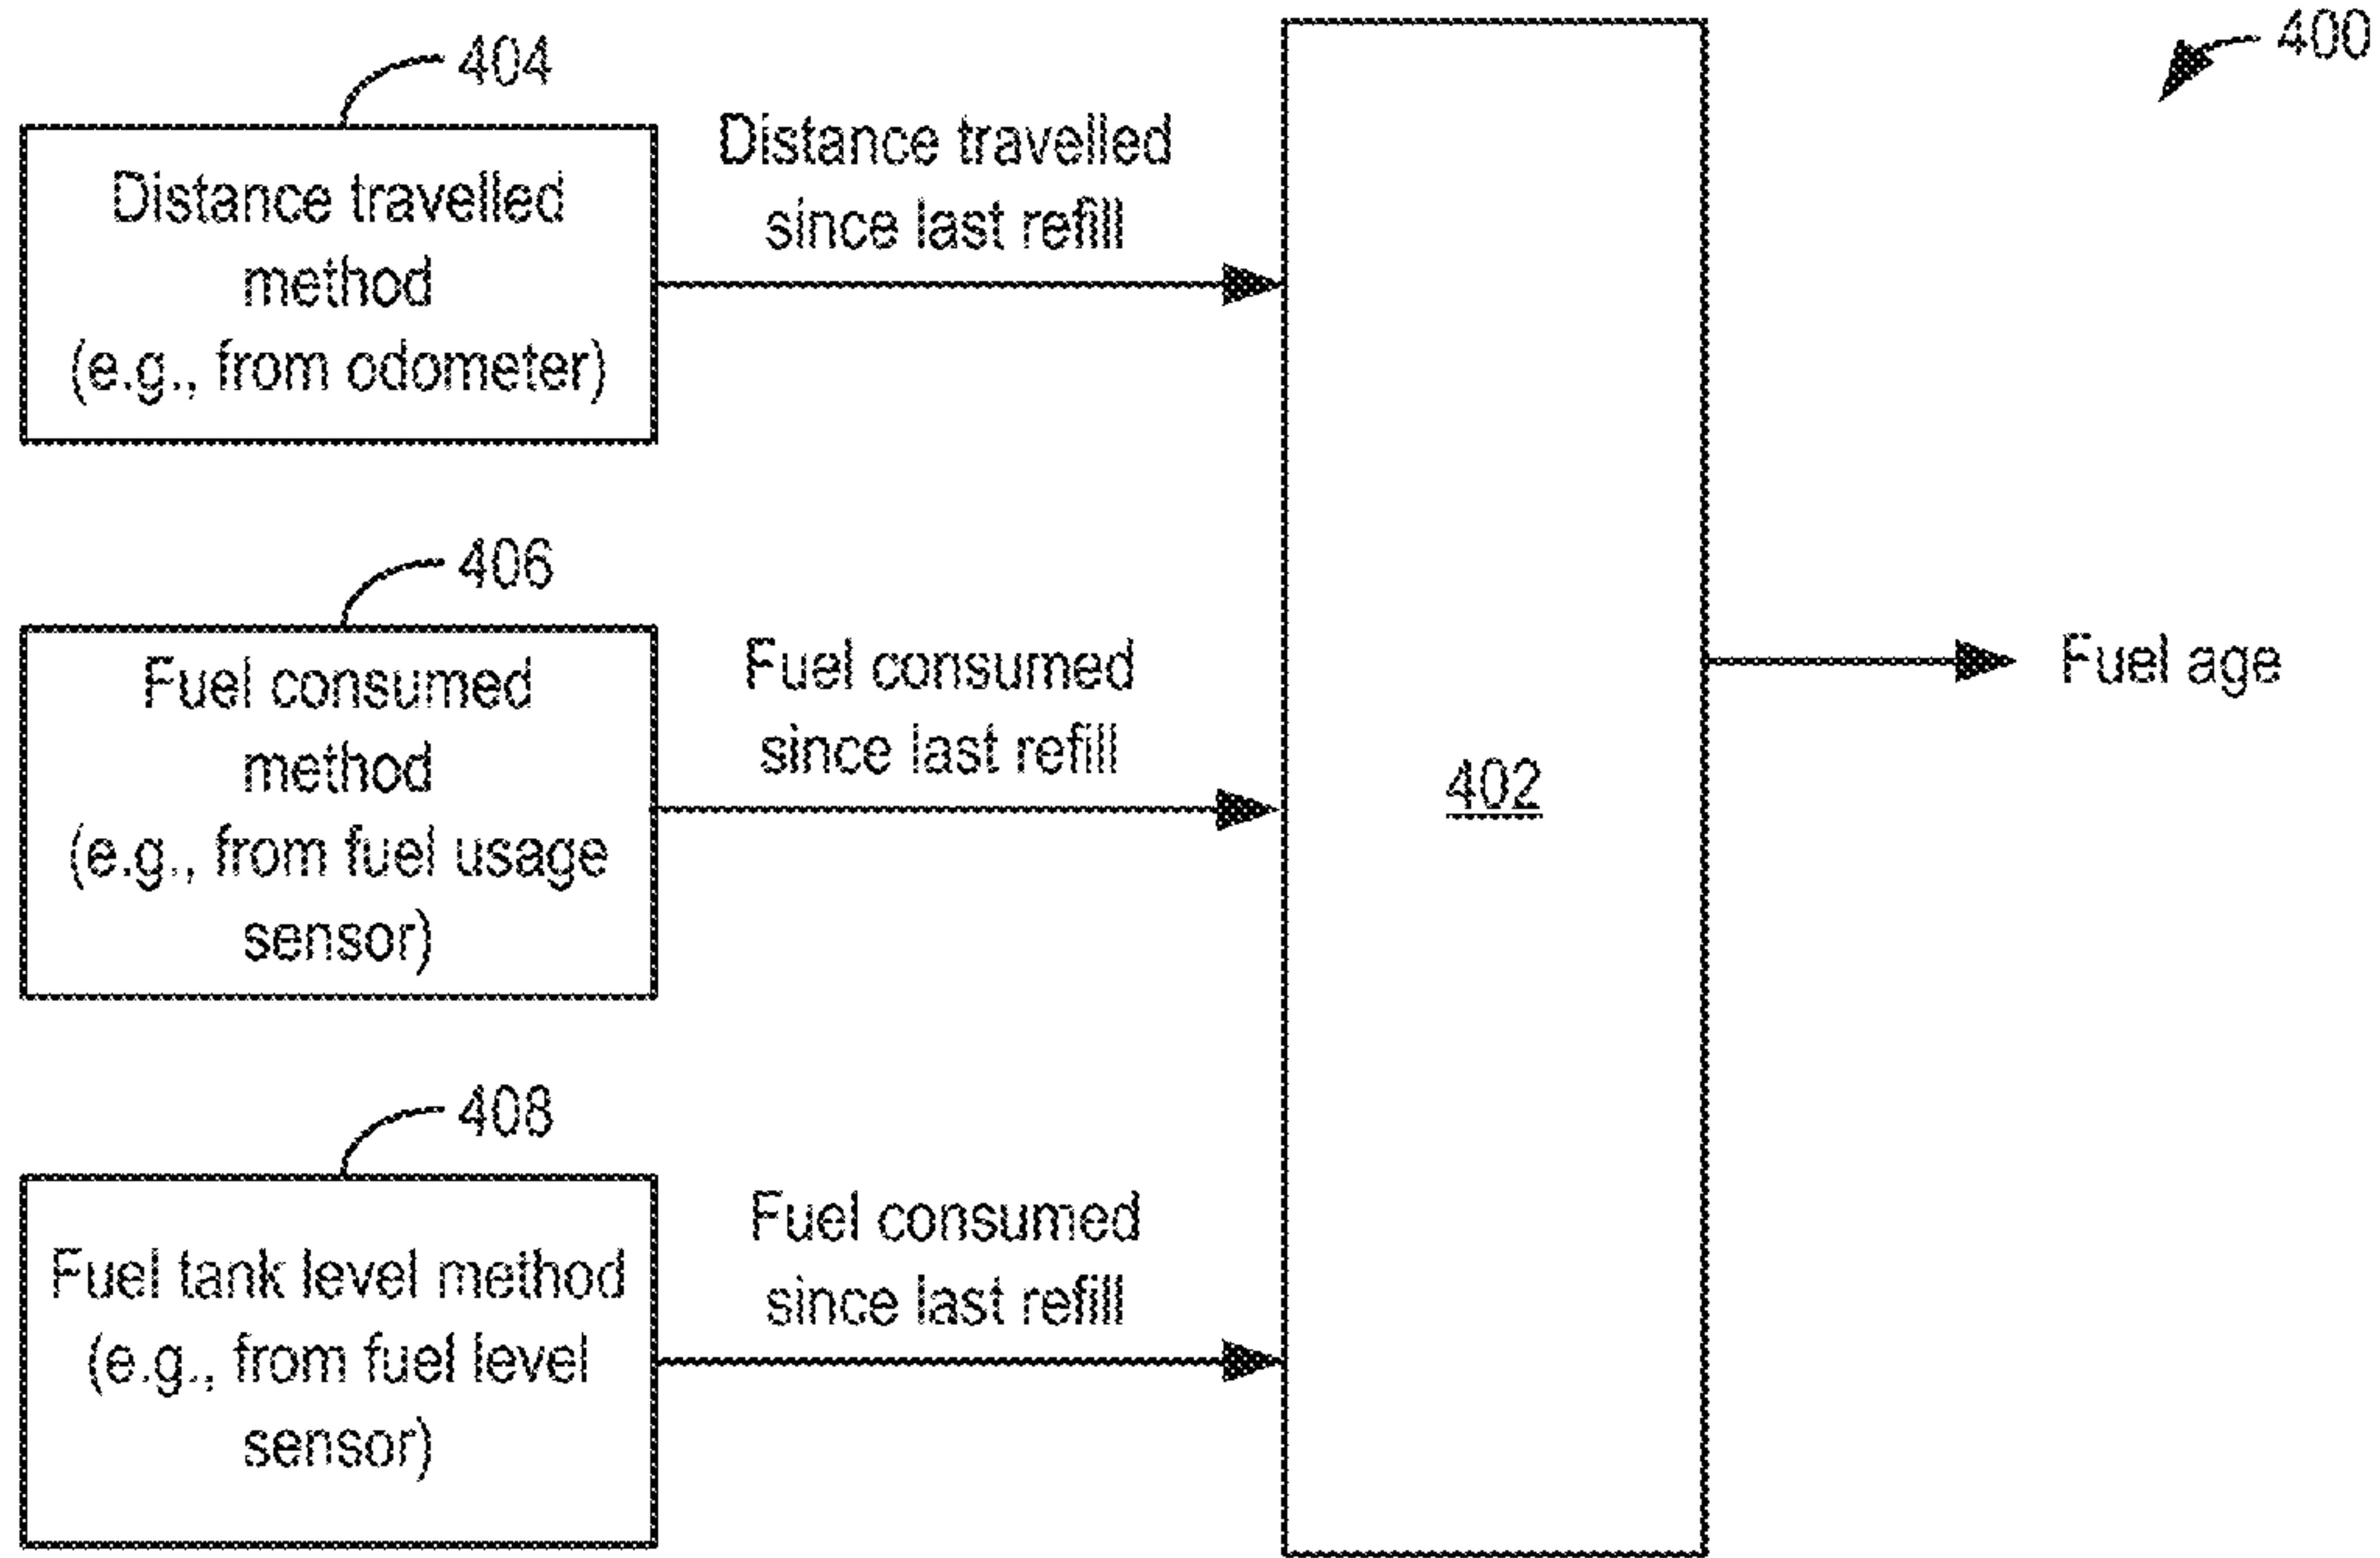 400
404
Distance travelled
method
(e.g., from odometer)
Distance travelled
since last refill
406
Fuel consumed
method
(e.g., from fuel usage
sensor)
Fuel consumed
since last refill
402
Fuel age
408
Fuel tank level method
(e.g., from fuel level
sensor)
Fuel consumed
since last refill